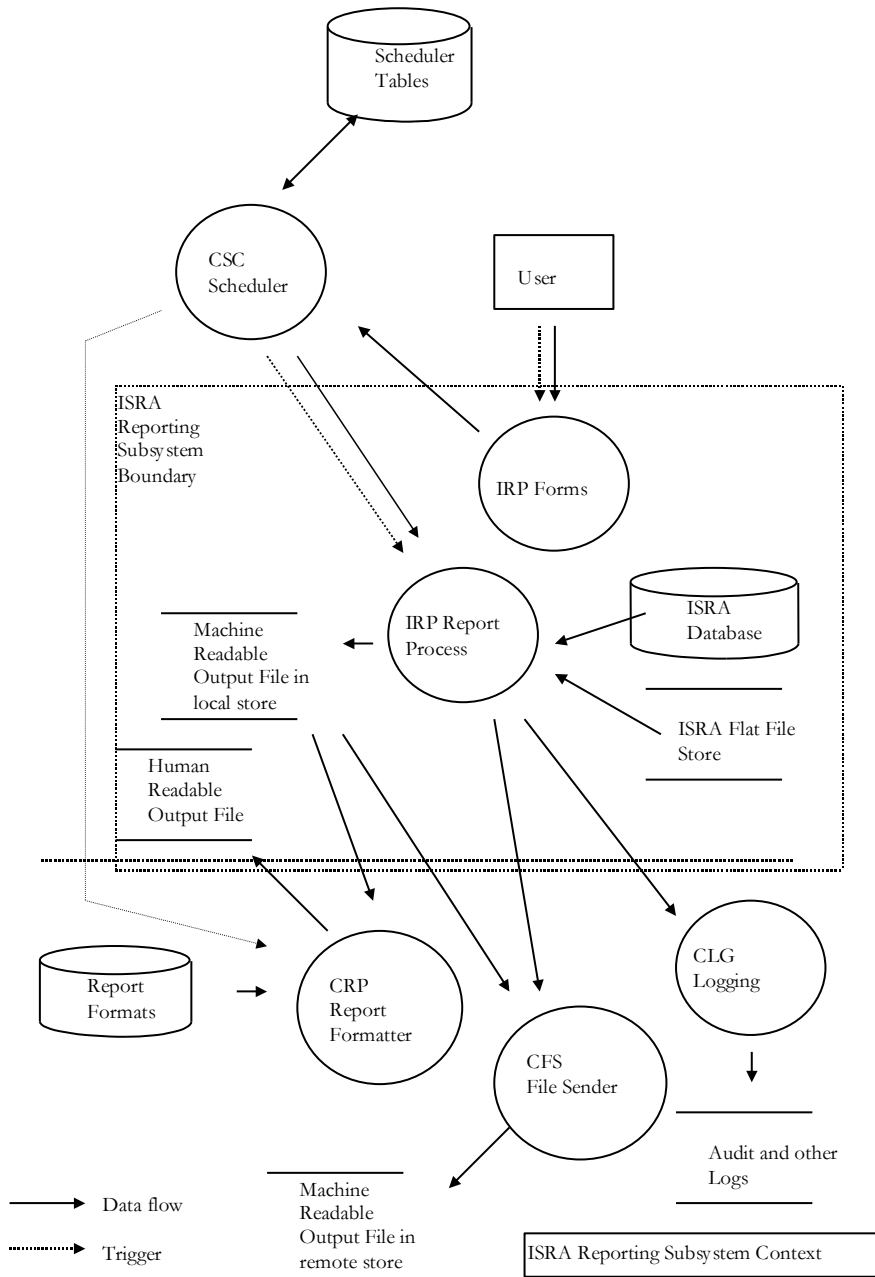 Scheduler
Tables
CSC
Scheduler
User
ISRA
Reporting
Subsystem
Boundary
IRP Forms
IRP Report
Process
ISRA
Database
Machine
Readable
Output File in
local store
ISRA Flat File
Store
Human
Readable
Output File
Report
Formats
CRP
Report
Formatter
CLG
Logging
CFS
File Sender
Audit and other
Logs
Machine
Readable
Output File in
remote store
Data flow
Trigger
ISRA Reporting Subsystem Context